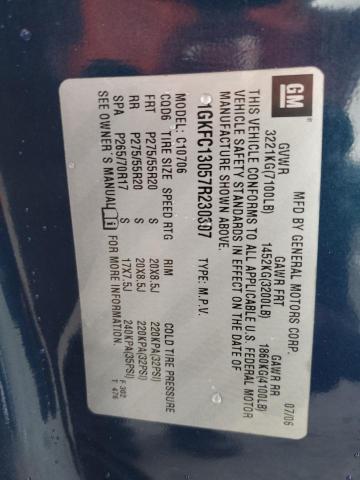 GM
MFD BY GENERAL MOTORS CORP.
07/06
GVWR GAWR FRT GAWR RR
3221KG(7100LB) 1452KG(3200LB) 1860KG(4100LB)
THIS VEHICLE CONFORMS TO ALL APPLICABLE U.S. FEDERAL MOTOR
VEHICLE SAFETY STANDARDS IN EFFECT ON THE DATE OF
MANUFACTURE SHOWN ABOVE.
1GKFC13057R230307 TYPE: M.P.V.
MODEL: C10706
CODE TIRE SIZE SPEED RTG RIM COLD TIRE PRESSURE
FRT P275/55R20 S 20X8.5J 220KPA(32PSI)
RR P275/55R20 S 20X8.5J 220KPA(32PSI)
SPA P265/70R17 S 17X7.5J 240KPA(35PSI)
SEE OWNER'S MANUAL FOR MORE INFORMATION.